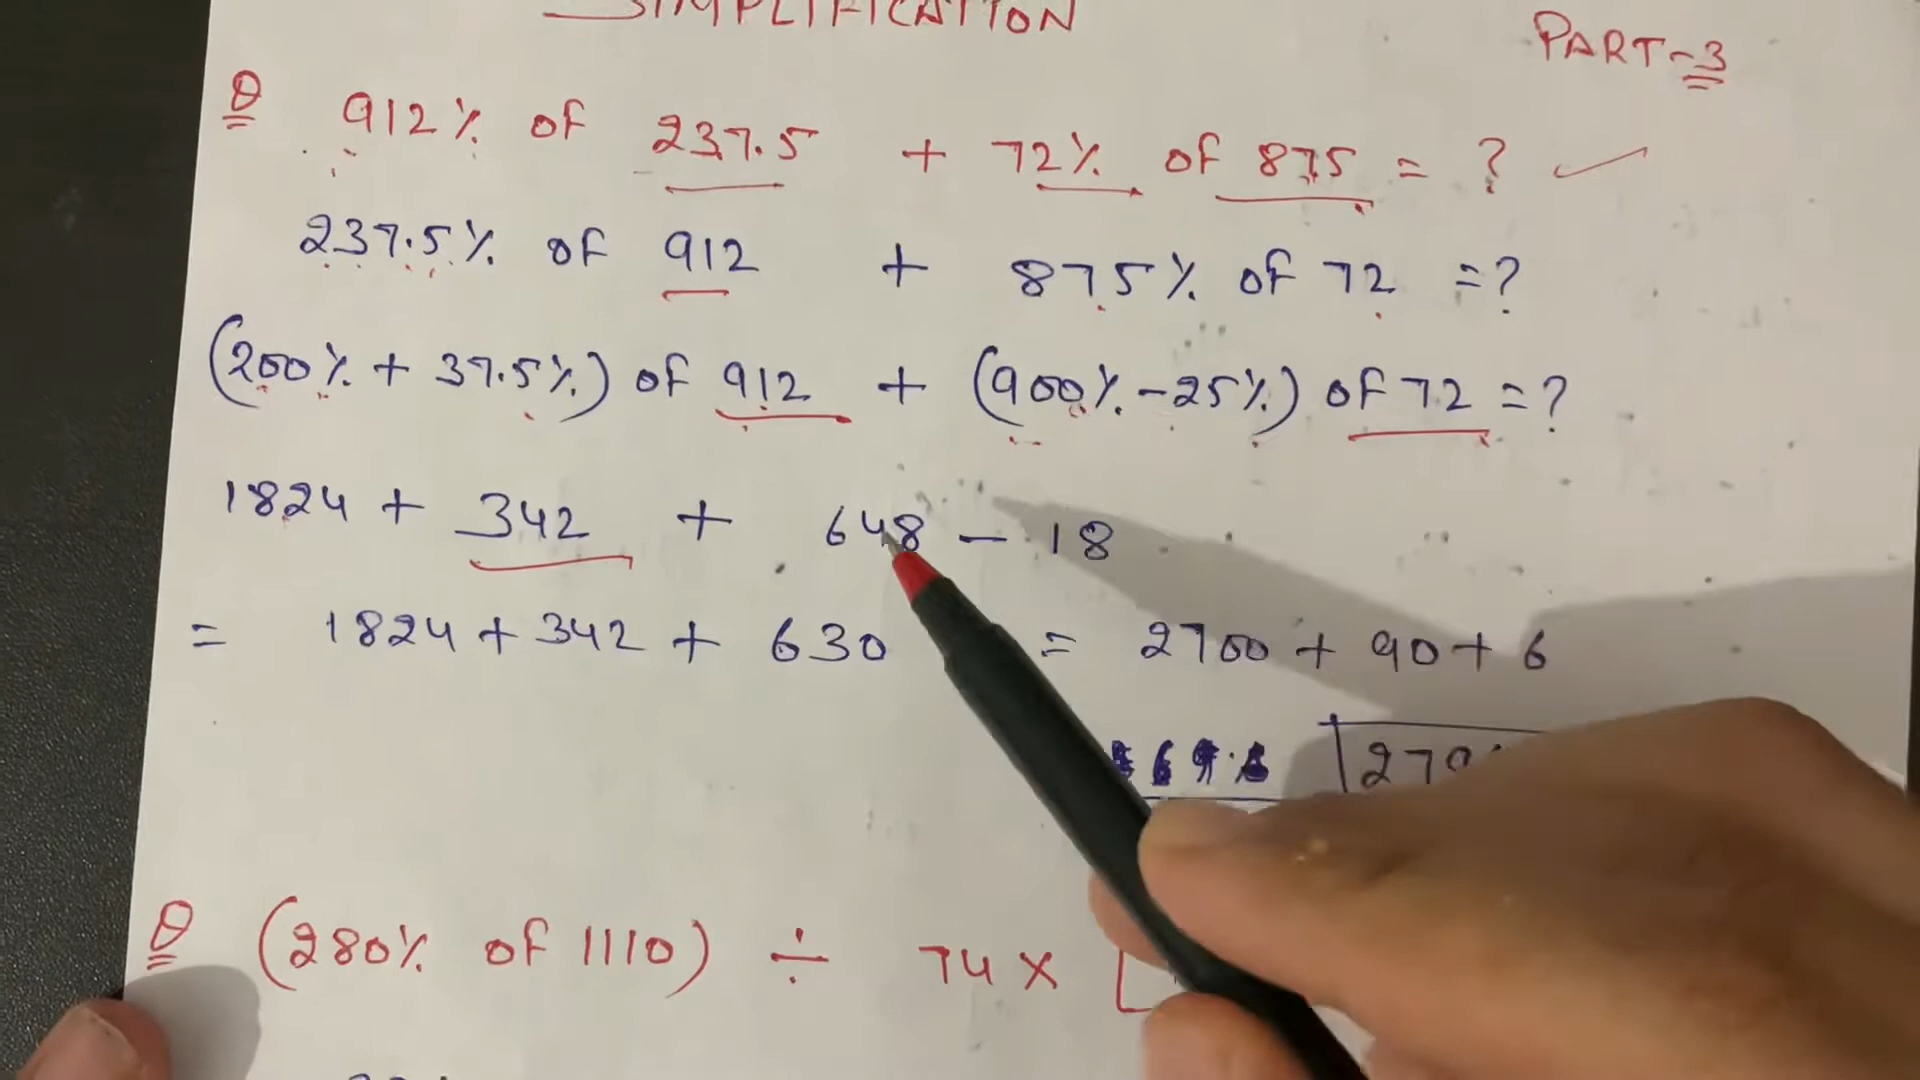 SIMPLIFICATION
PART-3
Q 912% of 237.5 + 72% of 875 = ?
237.5% of 912 + 875% of 72 = ?
(200% + 37.5%) of 912 + (900% - 25%) of 72 = ?
1824 + 342 + 648 - 18
= 1824 + 342 + 630 = 2700 + 90 + 6
Q (280% of 1110) ÷ 74 × [